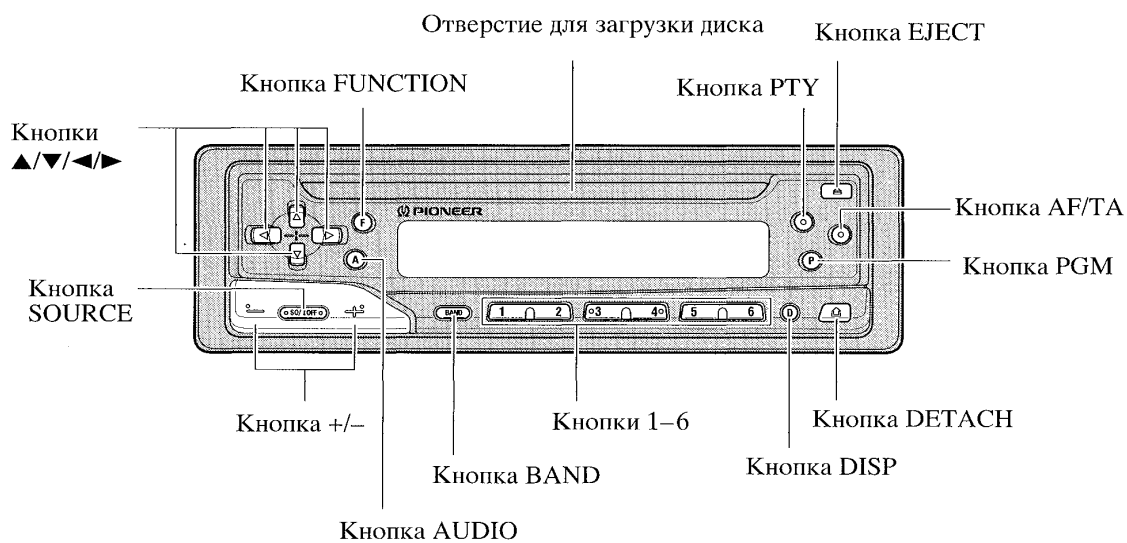 Отверстие для загрузки диска
Кнопка EJECT
Кнопка FUNCTION
Кнопка PTY
Кнопки
▲/▼/◄/►
F
PIONEER
Кнопка AF/TA
A
P
Кнопка PGM
Кнопка
SOURCE
BAND
1 2
3 4
5 6
D
Кнопка +/–
Кнопки 1–6
Кнопка DETACH
Кнопка BAND
Кнопка DISP
Кнопка AUDIO